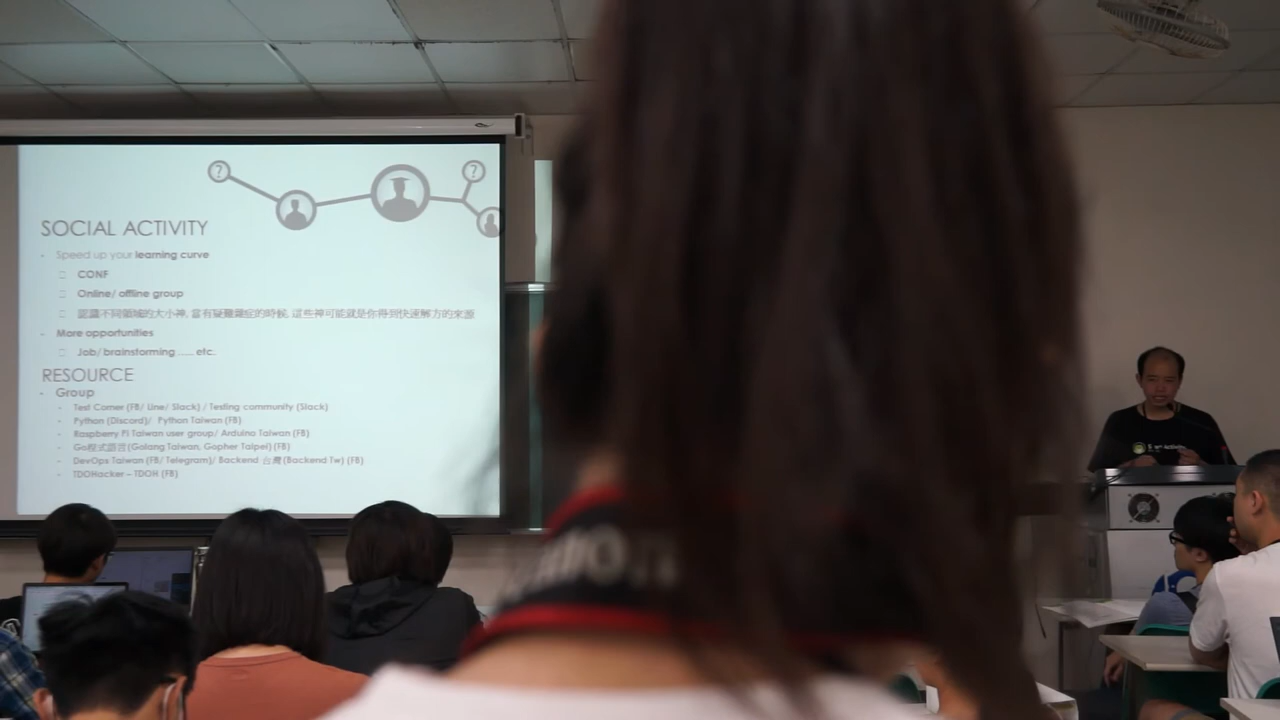 SOCIAL ACTIVITY
Speed up your learning curve
CONF
Online/ offline group
認識不同領域的大小神, 當有疑難雜症的時候, 這些神可能就是你得到快速解方的來源
More opportunities
Job/ brainstorming ..... etc.
RESOURCE
Group
Test Corner (FB/ Line/ Slack) / Testing community (Slack)
Python (Discord)/ Python Taiwan (FB)
Raspberry Pi Taiwan user group/ Arduino Taiwan (FB)
Go程式語言(Golang Taiwan, Gopher Taipei) (FB)
DevOps Taiwan (FB/ Telegram)/ Backend 台灣 (Backend Tw) (FB)
TDOHacker – TDOH (FB)